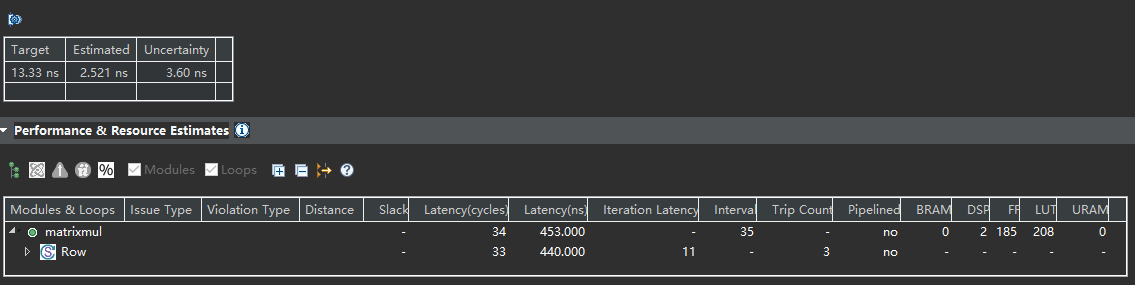 Target Estimated Uncertainty
13.33 ns 2.521 ns 3.60 ns
Performance & Resource Estimates
% Modules Loops
Modules & Loops Issue Type Violation Type Distance Slack Latency(cycles) Latency(ns) Iteration Latency Interval Trip Count Pipelined BRAM DSP FF LUT URAM
matrixmul - 34 453.000 - 35 - no 0 2 185 208 0
Row - 33 440.000 11 - 3 no - - - - -